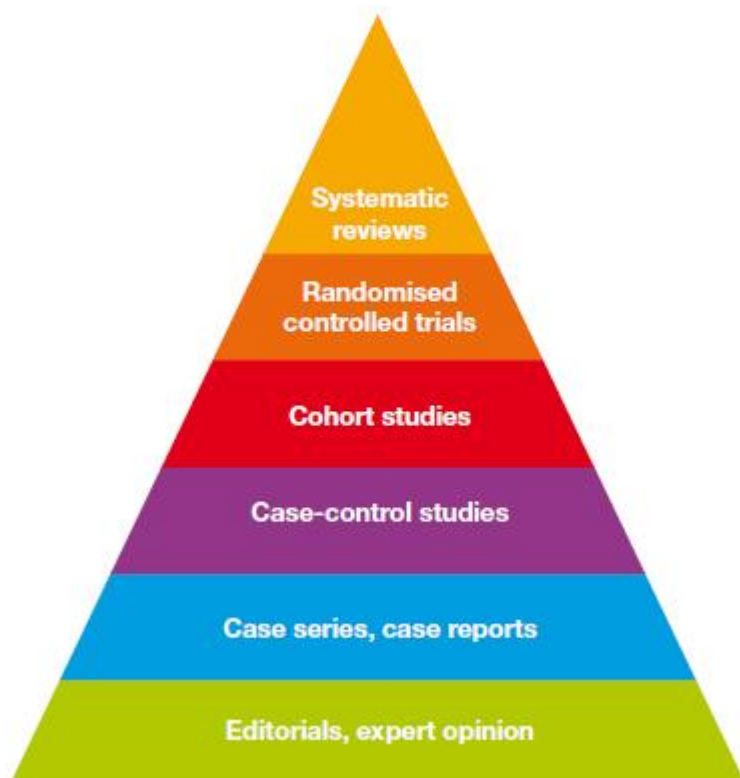 Systematic
reviews
Randomised
controlled trials
Cohort studies
Case-control studies
Case series, case reports
Editorials, expert opinion